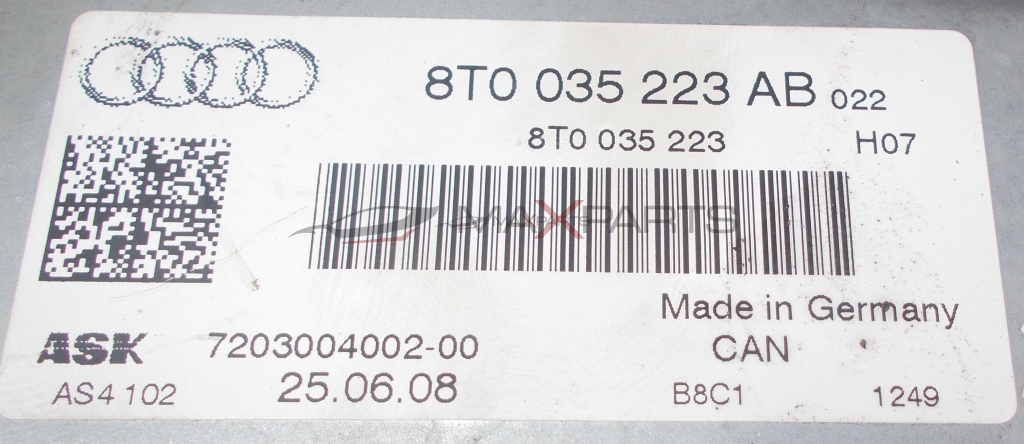 8T0 035 223 AB 022
8T0 035 223 H07
MAXPARTS
Made in Germany
ASK 7203004002-00 CAN
AS4 102 25.06.08 B8C1 1249